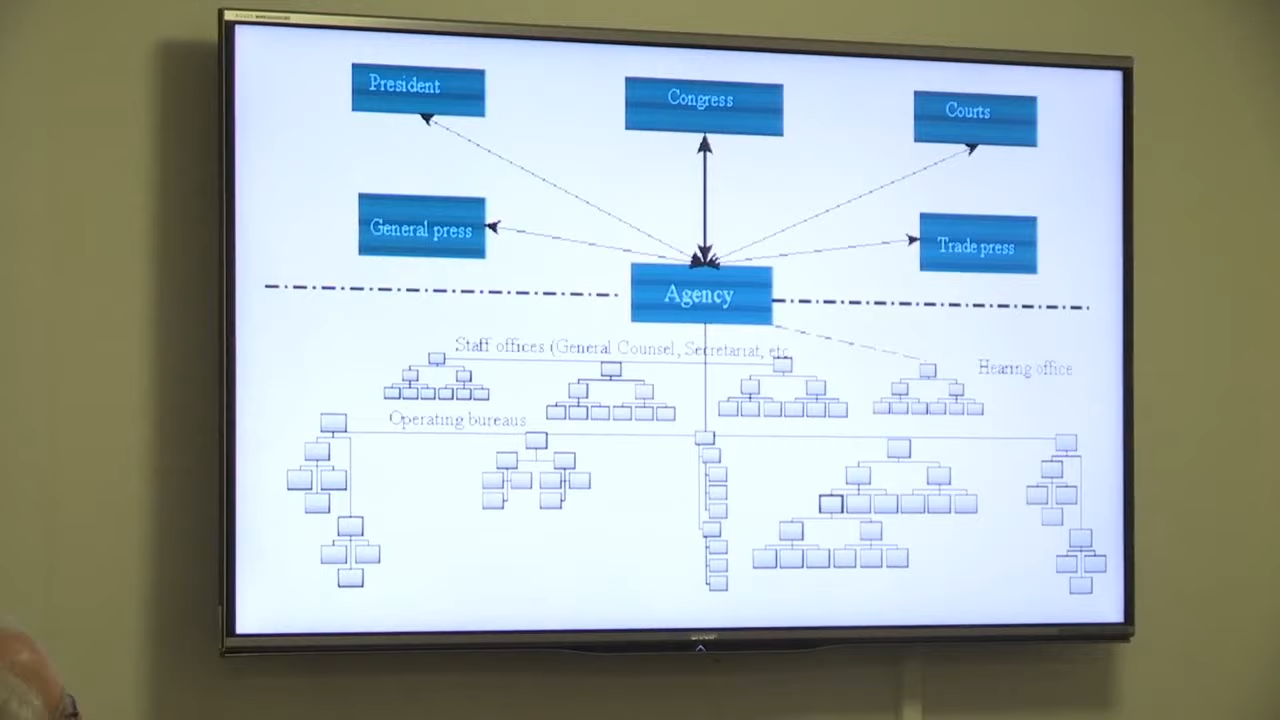 President
Congress
Courts
General press
Trade press
Agency
Staff offices (General Counsel, Secretariat, etc
Hearing office
Operating bureaus